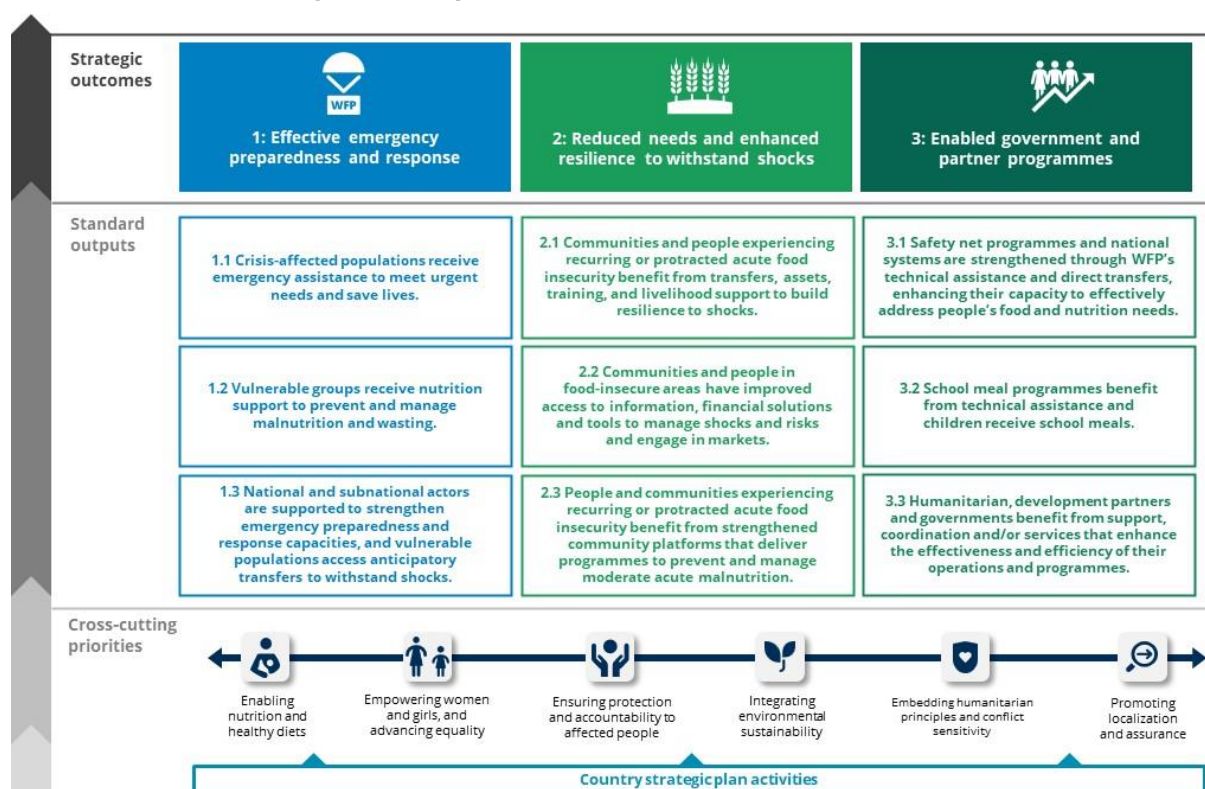 Strategic
outcomes
WFP
1: Effective emergency
preparedness and response
2: Reduced needs and enhanced
resilience to withstand shocks
3: Enabled government and
partner programmes
Standard
outputs
1.1 Crisis-affected populations receive
emergency assistance to meet urgent
needs and save lives.
2.1 Communities and people experiencing
recurring or protracted acute food
insecurity benefit from transfers, assets,
training, and livelihood support to build
resilience to shocks.
3.1 Safety net programmes and national
systems are strengthened through WFP's
technical assistance and direct transfers,
enhancing their capacity to effectively
address people's food and nutrition needs.
1.2 Vulnerable groups receive nutrition
support to prevent and manage
malnutrition and wasting.
2.2 Communities and people in
food-insecure areas have improved
access to information, financial solutions
and tools to manage shocks and risks
and engage in markets.
3.2 School meal programmes benefit
from technical assistance and
children receive school meals.
1.3 National and subnational actors
are supported to strengthen
emergency preparedness and
response capacities, and vulnerable
populations access anticipatory
transfers to withstand shocks.
2.3 People and communities experiencing
recurring or protracted acute food
insecurity benefit from strengthened
community platforms that deliver
programmes to prevent and manage
moderate acute malnutrition.
3.3 Humanitarian, development partners
and governments benefit from support,
coordination and/or services that enhance
the effectiveness and efficiency of their
operations and programmes.
Cross-cutting
priorities
Enabling
nutrition and
healthy diets
Empowering women
and girls, and
advancing equality
Ensuring protection
and accountability to
affected people
Integrating
environmental
sustainability
Embedding humanitarian
principles and conflict
sensitivity
Promoting
localization
and assurance
Country strategic plan activities